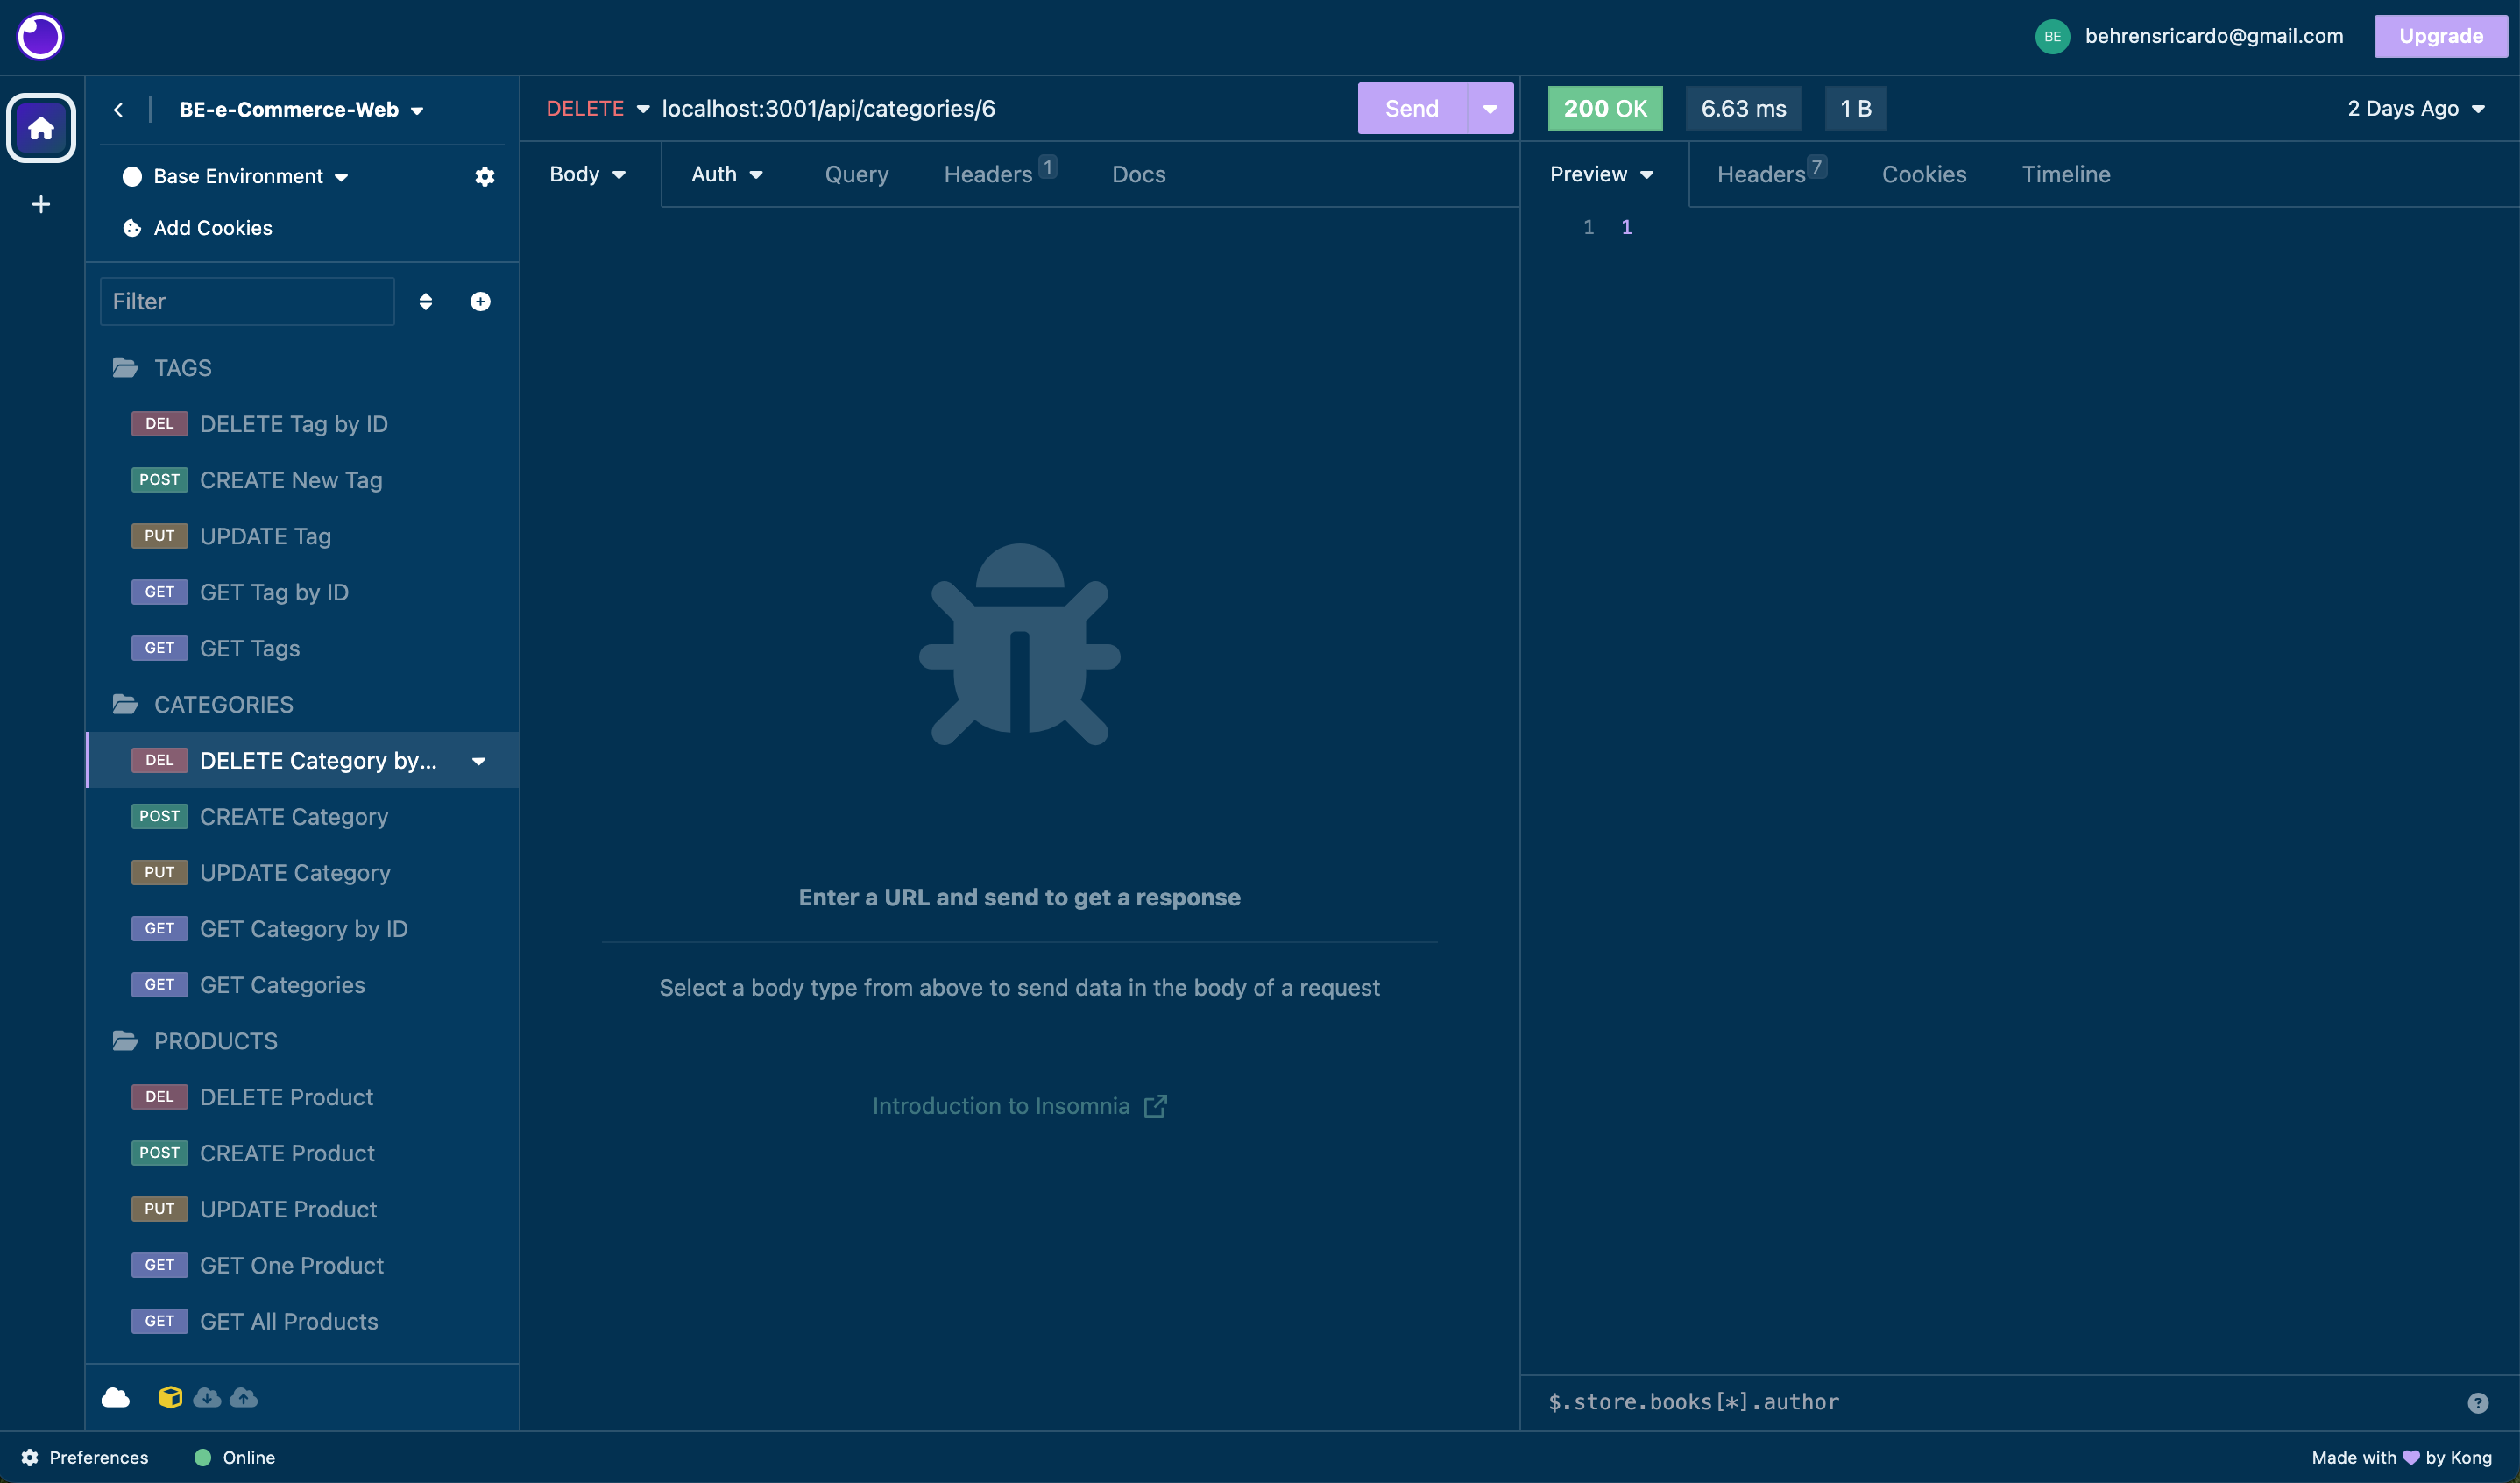 BE behrensricardo@gmail.com Upgrade
BE-e-Commerce-Web
Base Environment
Add Cookies
Filter
TAGS
DEL DELETE Tag by ID
POST CREATE New Tag
PUT UPDATE Tag
GET GET Tag by ID
GET GET Tags
CATEGORIES
DEL DELETE Category by...
POST CREATE Category
PUT UPDATE Category
GET GET Category by ID
GET GET Categories
PRODUCTS
DEL DELETE Product
POST CREATE Product
PUT UPDATE Product
GET GET One Product
GET GET All Products
DELETE localhost:3001/api/categories/6 Send
Body Auth Query Headers 1 Docs
Enter a URL and send to get a response
Select a body type from above to send data in the body of a request
Introduction to Insomnia
200 OK 6.63 ms 1 B 2 Days Ago
Preview Headers 7 Cookies Timeline
1 1
$.store.books[*].author ?
Preferences Online Made with by Kong